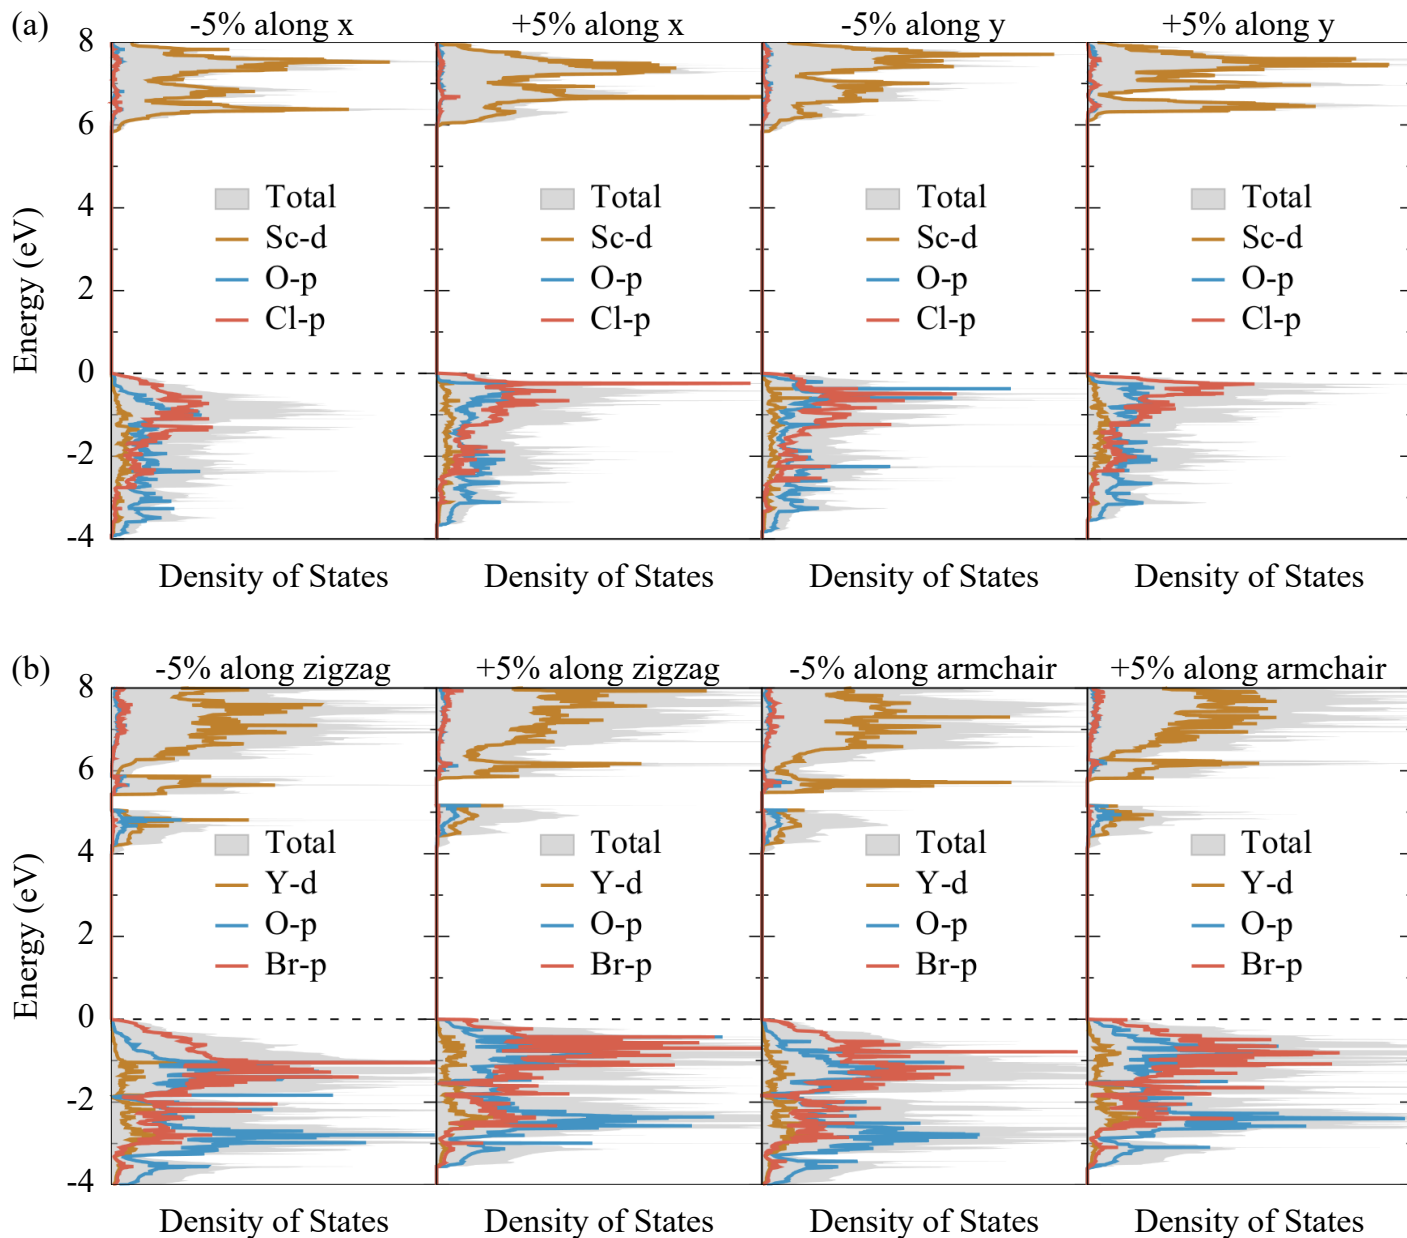 (a)
-5% along x
+5% along x
-5% along y
+5% along y
8
6
4
2
0
-2
-4
Energy (eV)
Total
Sc-d
O-p
Cl-p
Total
Sc-d
O-p
Cl-p
Total
Sc-d
O-p
Cl-p
Total
Sc-d
O-p
Cl-p
Density of States
Density of States
Density of States
Density of States
(b)
-5% along zigzag
+5% along zigzag
-5% along armchair
+5% along armchair
8
6
4
2
0
-2
-4
Energy (eV)
Total
Y-d
O-p
Br-p
Total
Y-d
O-p
Br-p
Total
Y-d
O-p
Br-p
Total
Y-d
O-p
Br-p
Density of States
Density of States
Density of States
Density of States